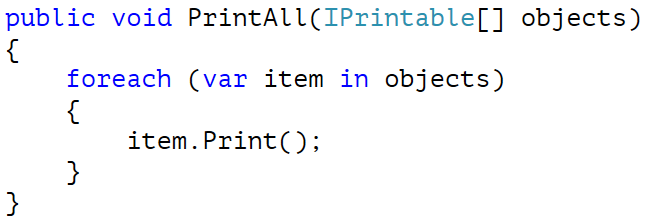 public void PrintAll(IPrintable[] objects)
{
    foreach (var item in objects)
    {
        item.Print();
    }
}